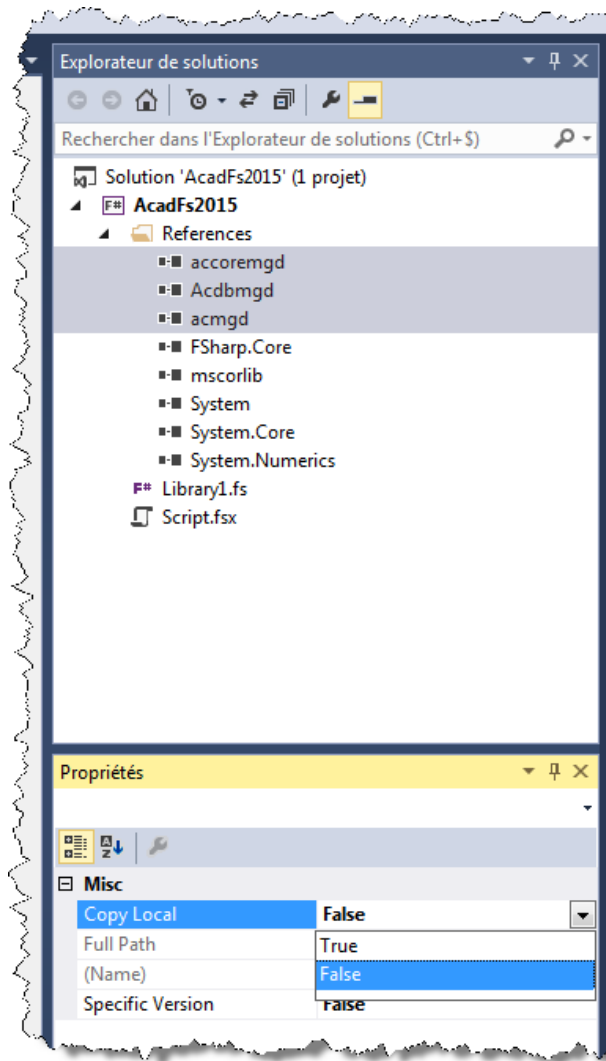 Explorateur de solutions
Rechercher dans l'Explorateur de solutions (Ctrl+$)
Solution 'AcadFs2015' (1 projet)
F# AcadFs2015
References
accoremgd
Acdbmgd
acmgd
FSharp.Core
mscorlib
System
System.Core
System.Numerics
F# Library1.fs
Script.fsx
Propriétés
Misc
Copy Local False
Full Path True
(Name) False
Specific Version False